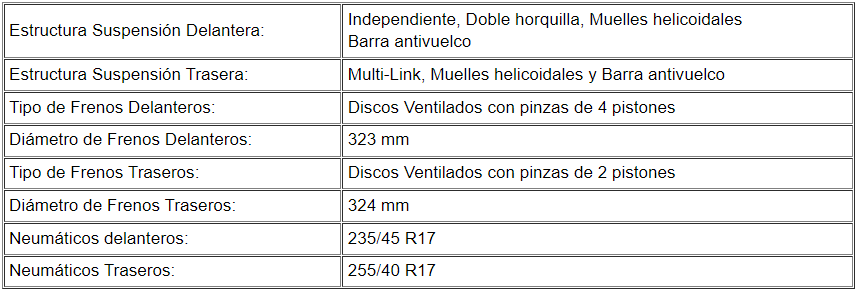 Estructura Suspensión Delantera:
Independiente, Doble horquilla, Muelles helicoidales
Barra antivuelco
Estructura Suspensión Trasera:
Multi-Link, Muelles helicoidales y Barra antivuelco
Tipo de Frenos Delanteros:
Discos Ventilados con pinzas de 4 pistones
Diámetro de Frenos Delanteros:
323 mm
Tipo de Frenos Traseros:
Discos Ventilados con pinzas de 2 pistones
Diámetro de Frenos Traseros:
324 mm
Neumáticos delanteros:
235/45 R17
Neumáticos Traseros:
255/40 R17